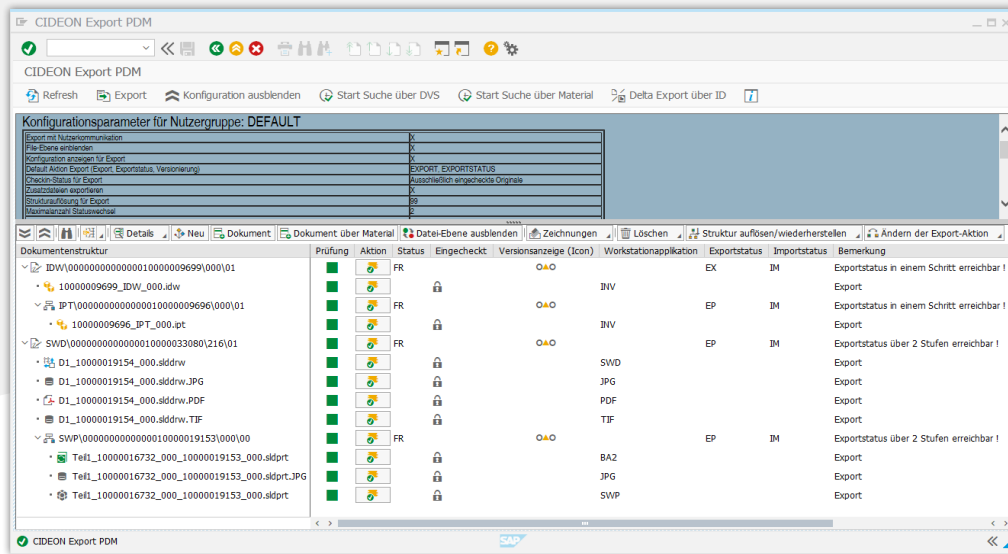 CIDEON Export PDM
CIDEON Export PDM
Refresh Export Konfiguration ausblenden Start Suche über DVS Start Suche über Material Delta Export über ID
Konfigurationsparameter für Nutzergruppe: DEFAULT
Export mit Nutzerkommunikation X
File-Ebene einblenden X
Konfiguration anzeigen für Export X
Default Aktion Export (Export, Exportstatus, Versionierung) EXPORT, EXPORTSTATUS
Checkin-Status für Export Ausschließlich eingecheckte Originale
Zusatzdateien exportieren X
Strukturauflösung für Export 99
Maximalanzahl Statuswechsel 2
Details Neu Dokument Dokument über Material Datei-Ebene ausblenden Zeichnungen Löschen Struktur auflösen/wiederherstellen Ändern der Export-Aktion
Dokumentenstruktur Prüfung Aktion Status Eingecheckt Versionsanzeige (Icon) Workstationapplikation Exportstatus Importstatus Bemerkung
IDW\0000000000000010000009699\000\01 FR EX IM Exportstatus in einem Schritt erreichbar !
10000009699_IDW_000.idw INV Export
IPT\0000000000000010000009696\000\01 FR EP IM Exportstatus in einem Schritt erreichbar !
10000009696_IPT_000.ipt INV Export
SWD\0000000000000010000033080\216\01 FR EP IM Exportstatus über 2 Stufen erreichbar !
D1_10000019154_000.slddrw SWD Export
D1_10000019154_000.slddrw.JPG JPG Export
D1_10000019154_000.slddrw.PDF PDF Export
D1_10000019154_000.slddrw.TIF TIF Export
SWP\0000000000000010000019153\000\00 FR EP IM Exportstatus über 2 Stufen erreichbar !
Teil1_10000016732_000_10000019153_000.sldprt BA2 Export
Teil1_10000016732_000_10000019153_000.sldprt.JPG JPG Export
Teil1_10000016732_000_10000019153_000.sldprt SWP Export
CIDEON Export PDM SAP